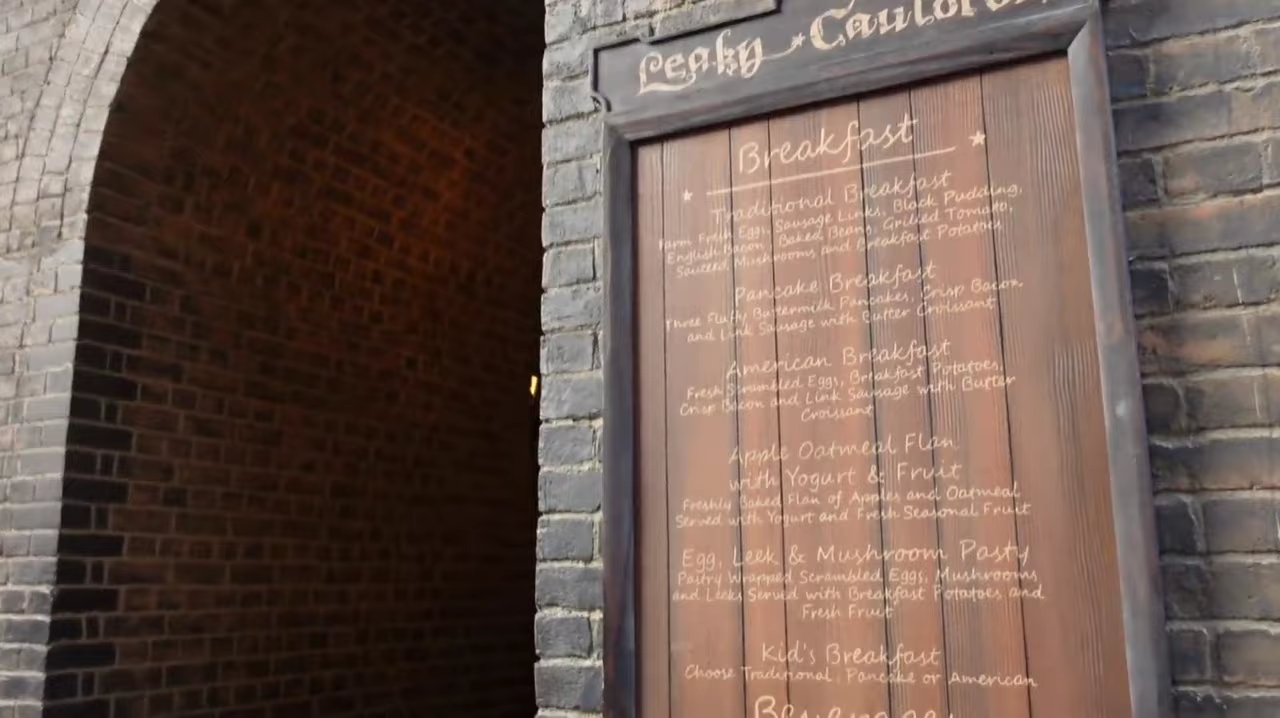 Leaky Cauldron
Breakfast
Traditional Breakfast
Farm Fresh Eggs, Sausage Links, Black Pudding,
English Bacon, Baked Beans, Grilled Tomato,
Sautéed Mushrooms and Breakfast Potatoes
Pancake Breakfast
Three Fluffy Buttermilk Pancakes, Crisp Bacon,
and Link Sausage with Butter Croissant
American Breakfast
Fresh Scrambled Eggs, Breakfast Potatoes,
Crisp Bacon and Link Sausage with Butter
Croissant
Apple Oatmeal Flan
with Yogurt & Fruit
Freshly Baked Flan of Apples and Oatmeal
Served with Yogurt and Fresh Seasonal Fruit
Egg, Leek & Mushroom Pasty
Pastry Wrapped Scrambled Eggs, Mushrooms
and Leeks Served with Breakfast Potatoes and
Fresh Fruit
Kid's Breakfast
Choose Traditional, Pancake or American
Beverages